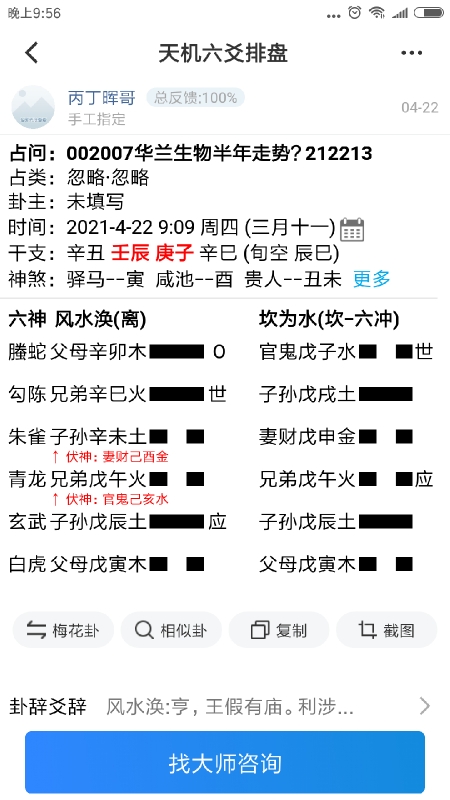 晚上9:56
天机六爻排盘
丙丁晖哥 总反馈;100%
手工指定
04-22
占问：002007华兰生物半年走势？212213
占类：忽略·忽略
卦主：未填写
时间：2021-4-22 9:09 周四 (三月十一)
干支：辛丑 壬辰 庚子 辛巳 (旬空 辰巳)
神煞：驿马--寅 咸池--酉 贵人--丑未 更多
六神 风水涣(离) 坎为水(坎-六冲)
螣蛇 父母辛卯木 O 官鬼戊子水 世
勾陈 兄弟辛巳火 世 子孙戊戌土
朱雀 子孙辛未土 妻财戊申金
↑ 伏神：妻财己酉金
青龙 兄弟戊午火 兄弟戊午火 应
↑ 伏神：官鬼己亥水
玄武 子孙戊辰土 应 子孙戊辰土
白虎 父母戊寅木 父母戊寅木
梅花卦 相似卦 复制 截图
卦辞爻辞 风水涣:亨，王假有庙。利涉...
找大师咨询